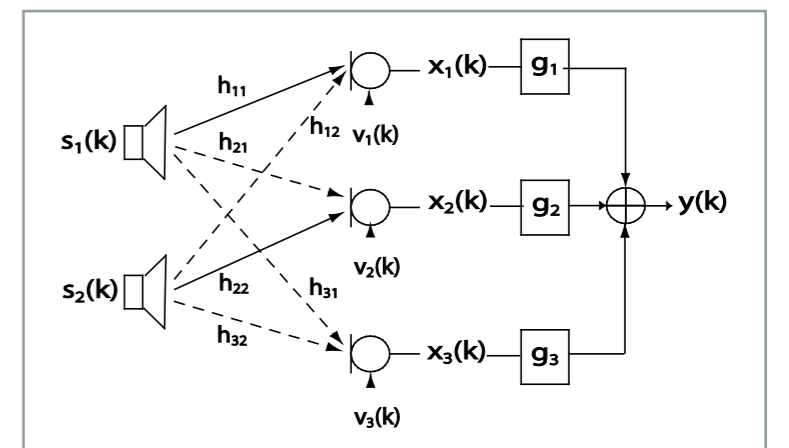 x₁(k)
g₁
h₁₁
s₁(k)
h₂₁
h₁₂
v₁(k)
x₂(k)
g₂
y(k)
v₂(k)
s₂(k)
h₂₂
h₃₁
h₃₂
x₃(k)
g₃
v₃(k)